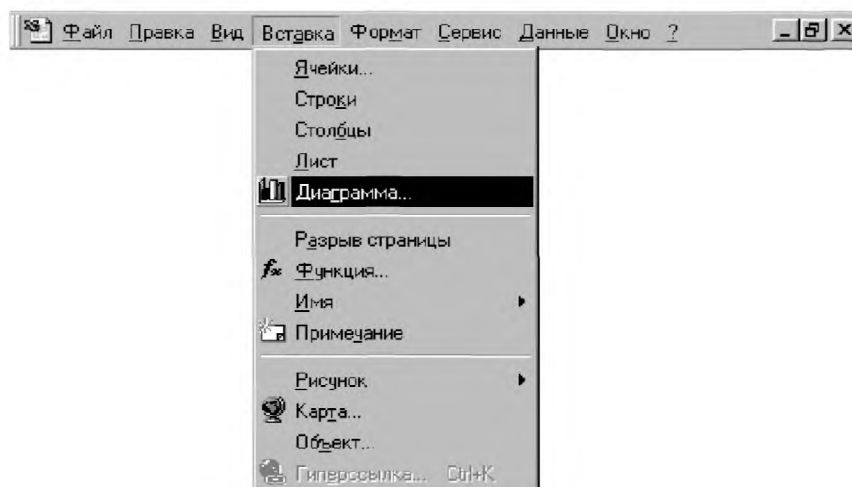 Файл Правка Вид Вставка Формат Сервис Данные Окно ?
Ячейки...
Строки
Столбцы
Лист
Диаграмма...
Разрыв страницы
fx Функция...
Имя
Примечание
Рисунок
Карта...
Объект...
Гиперссылка... Ctrl+K